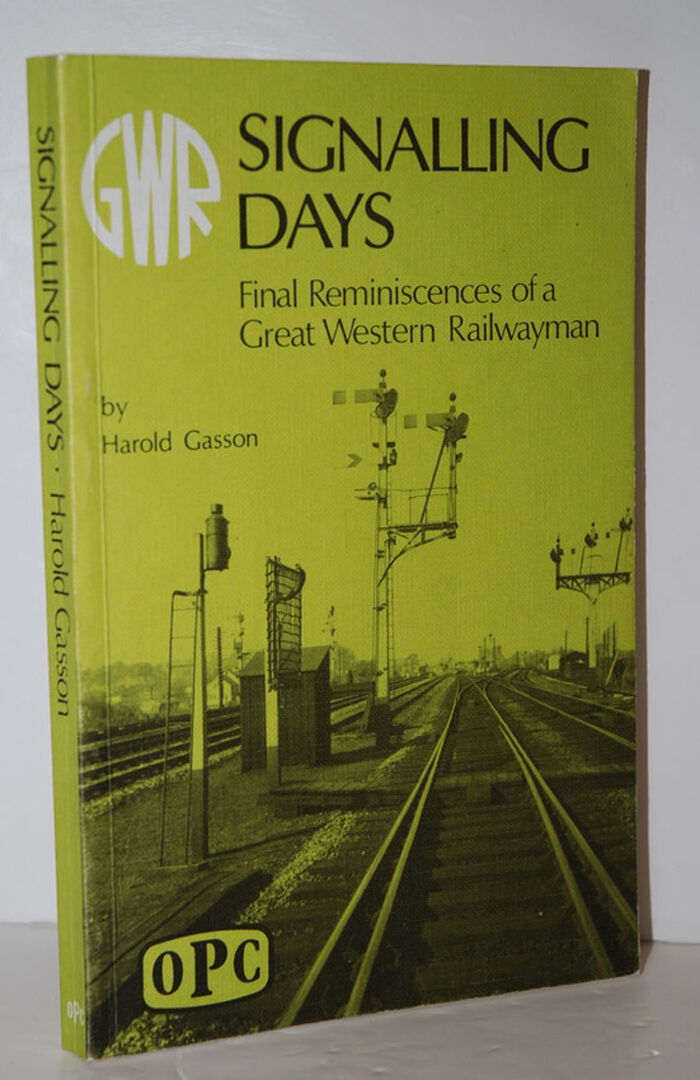 SIGNALLING DAYS · Harold Gasson
OPC
GWR
SIGNALLING
DAYS
Final Reminiscences of a
Great Western Railwayman
by
Harold Gasson
OPC